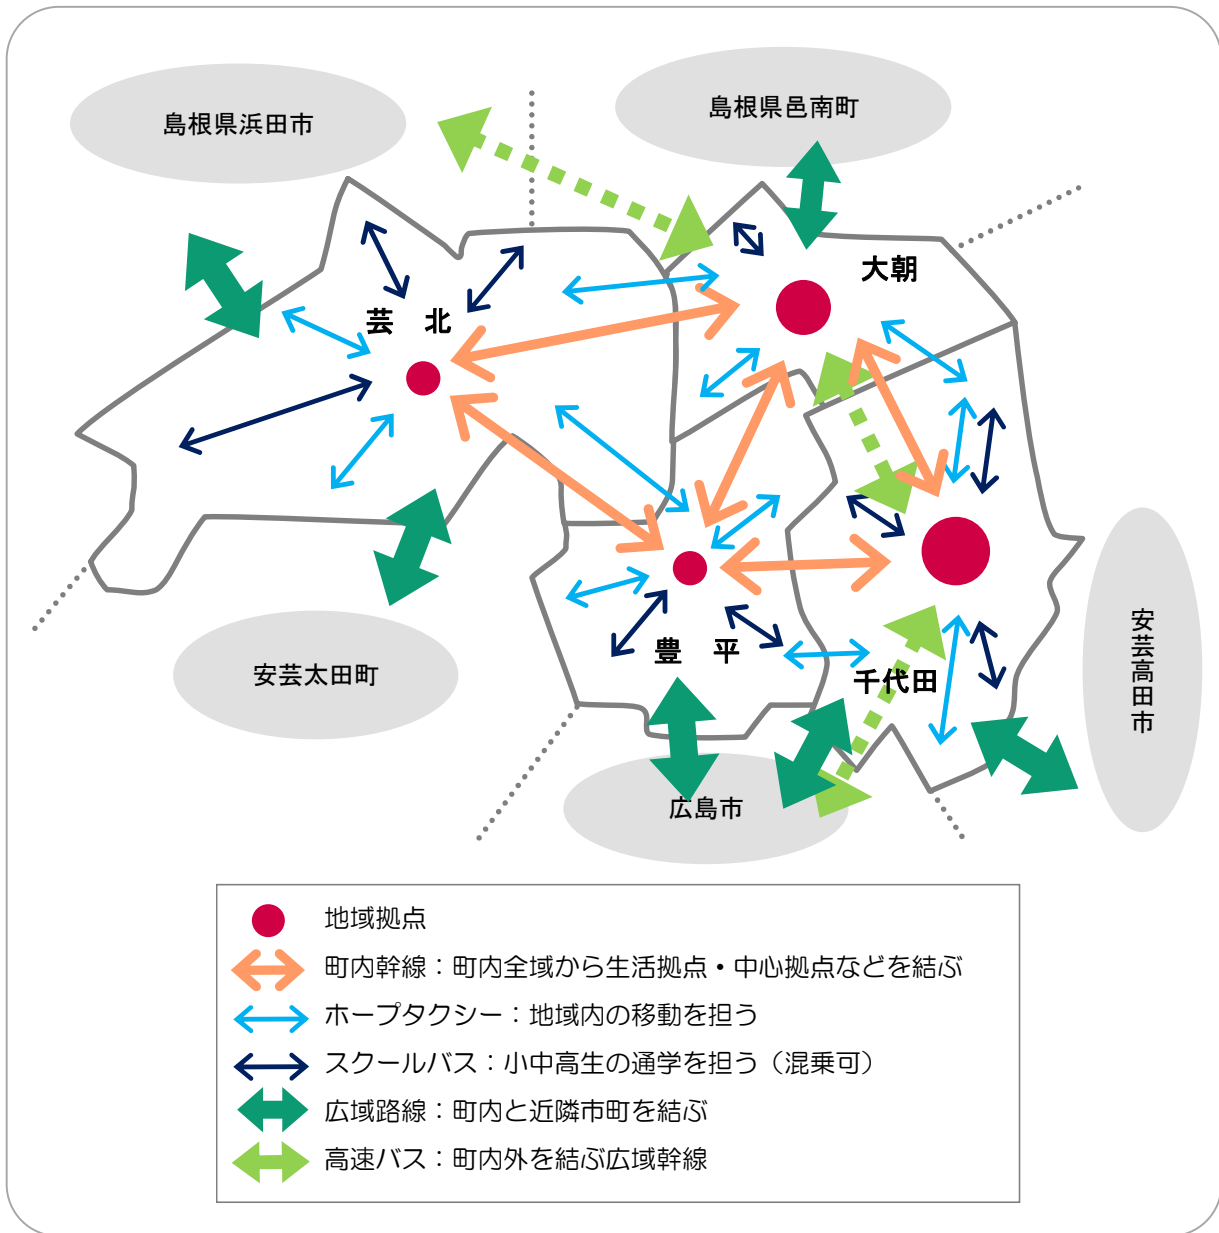 島根県浜田市
島根県邑南町
大朝
芸 北
安芸太田町
豊 平
千代田
安芸高田市
広島市
地域拠点
町内幹線：町内全域から生活拠点・中心拠点などを結ぶ
ホープタクシー：地域内の移動を担う
スクールバス：小中高生の通学を担う（混乗可）
広域路線：町内と近隣市町を結ぶ
高速バス：町内外を結ぶ広域幹線